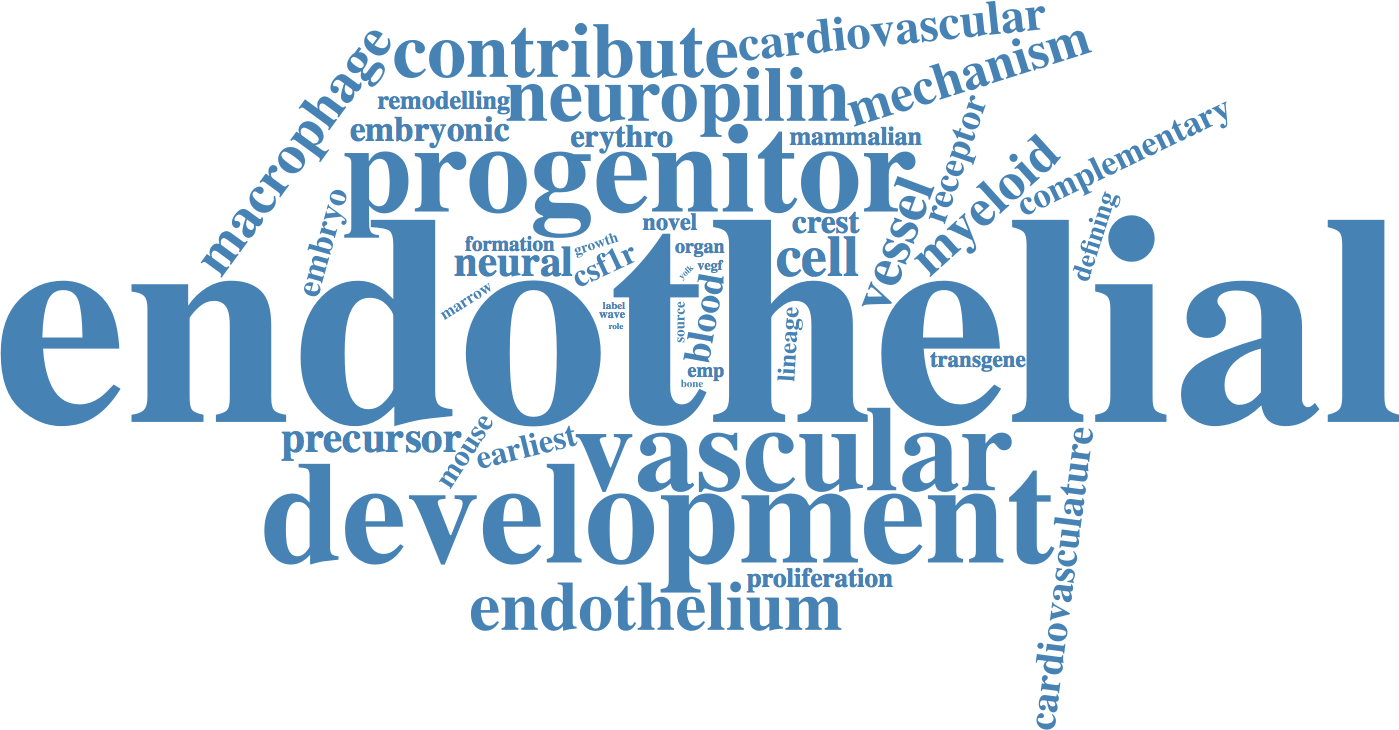 cardiovascular
contribute
macrophage
mechanism
neuropilin
remodelling
embryonic
erythro
mammalian
receptor
complementary
progenitor
myeloid
vessel
embryo
novel
crest
defining
formation
growth
organ
neural
csf1r
cell
yolk
vegf
marrow
blood
endothelial
label
wave
role
source
lineage
transgene
emp
bone
precursor
mouse
earliest
vascular
cardiovasculature
development
proliferation
endothelium